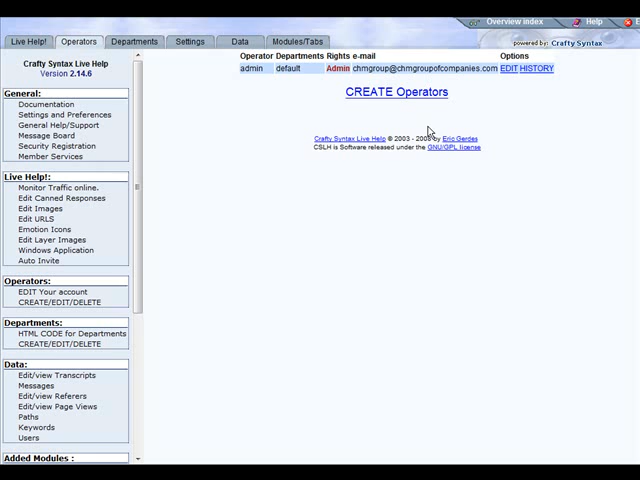 Overview index Help E
Live Help! Operators Departments Settings Data Modules/Tabs
powered by: Crafty Syntax
Crafty Syntax Live Help
Version 2.14.6
General:
Documentation
Settings and Preferences
General Help/Support
Message Board
Security Registration
Member Services
Live Help!:
Monitor Traffic online.
Edit Canned Responses
Edit Images
Edit URLS
Emotion Icons
Edit Layer Images
Windows Application
Auto Invite
Operators:
EDIT Your account
CREATE/EDIT/DELETE
Departments:
HTML CODE for Departments
CREATE/EDIT/DELETE
Data:
Edit/view Transcripts
Messages
Edit/view Referers
Edit/view Page Views
Paths
Keywords
Users
Added Modules :
Operator Departments Rights e-mail Options
admin default Admin chmgroup@chmgroupofcompanies.com EDIT HISTORY
CREATE Operators
Crafty Syntax Live Help © 2003 - 2008 by Eric Gerdes
CSLH is Software released under the GNU/GPL license